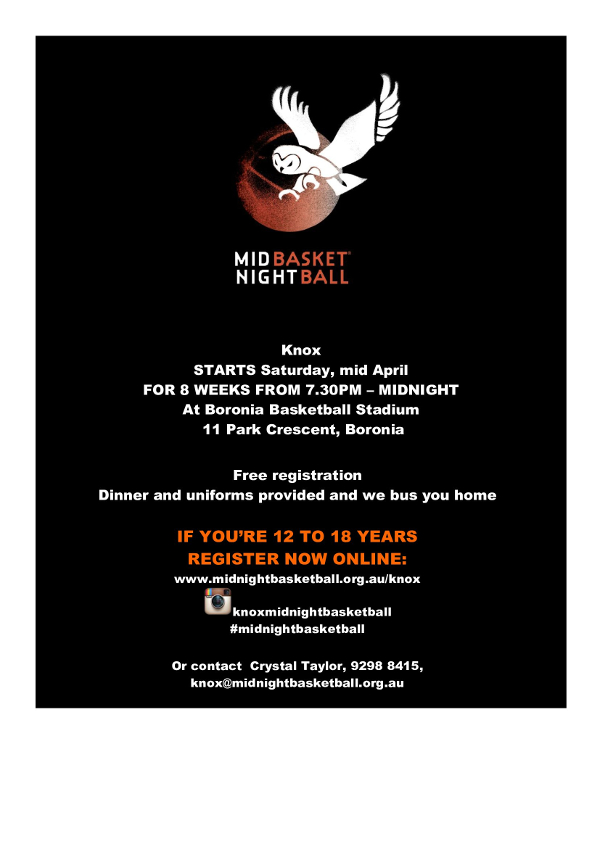 MIDBASKET
NIGHTBALL
Knox
STARTS Saturday, mid April
FOR 8 WEEKS FROM 7.30PM – MIDNIGHT
At Boronia Basketball Stadium
11 Park Crescent, Boronia
Free registration
Dinner and uniforms provided and we bus you home
IF YOU’RE 12 TO 18 YEARS
REGISTER NOW ONLINE:
www.midnightbasketball.org.au/knox
knoxmidnightbasketball
#midnightbasketball
Or contact  Crystal Taylor, 9298 8415,
knox@midnightbasketball.org.au